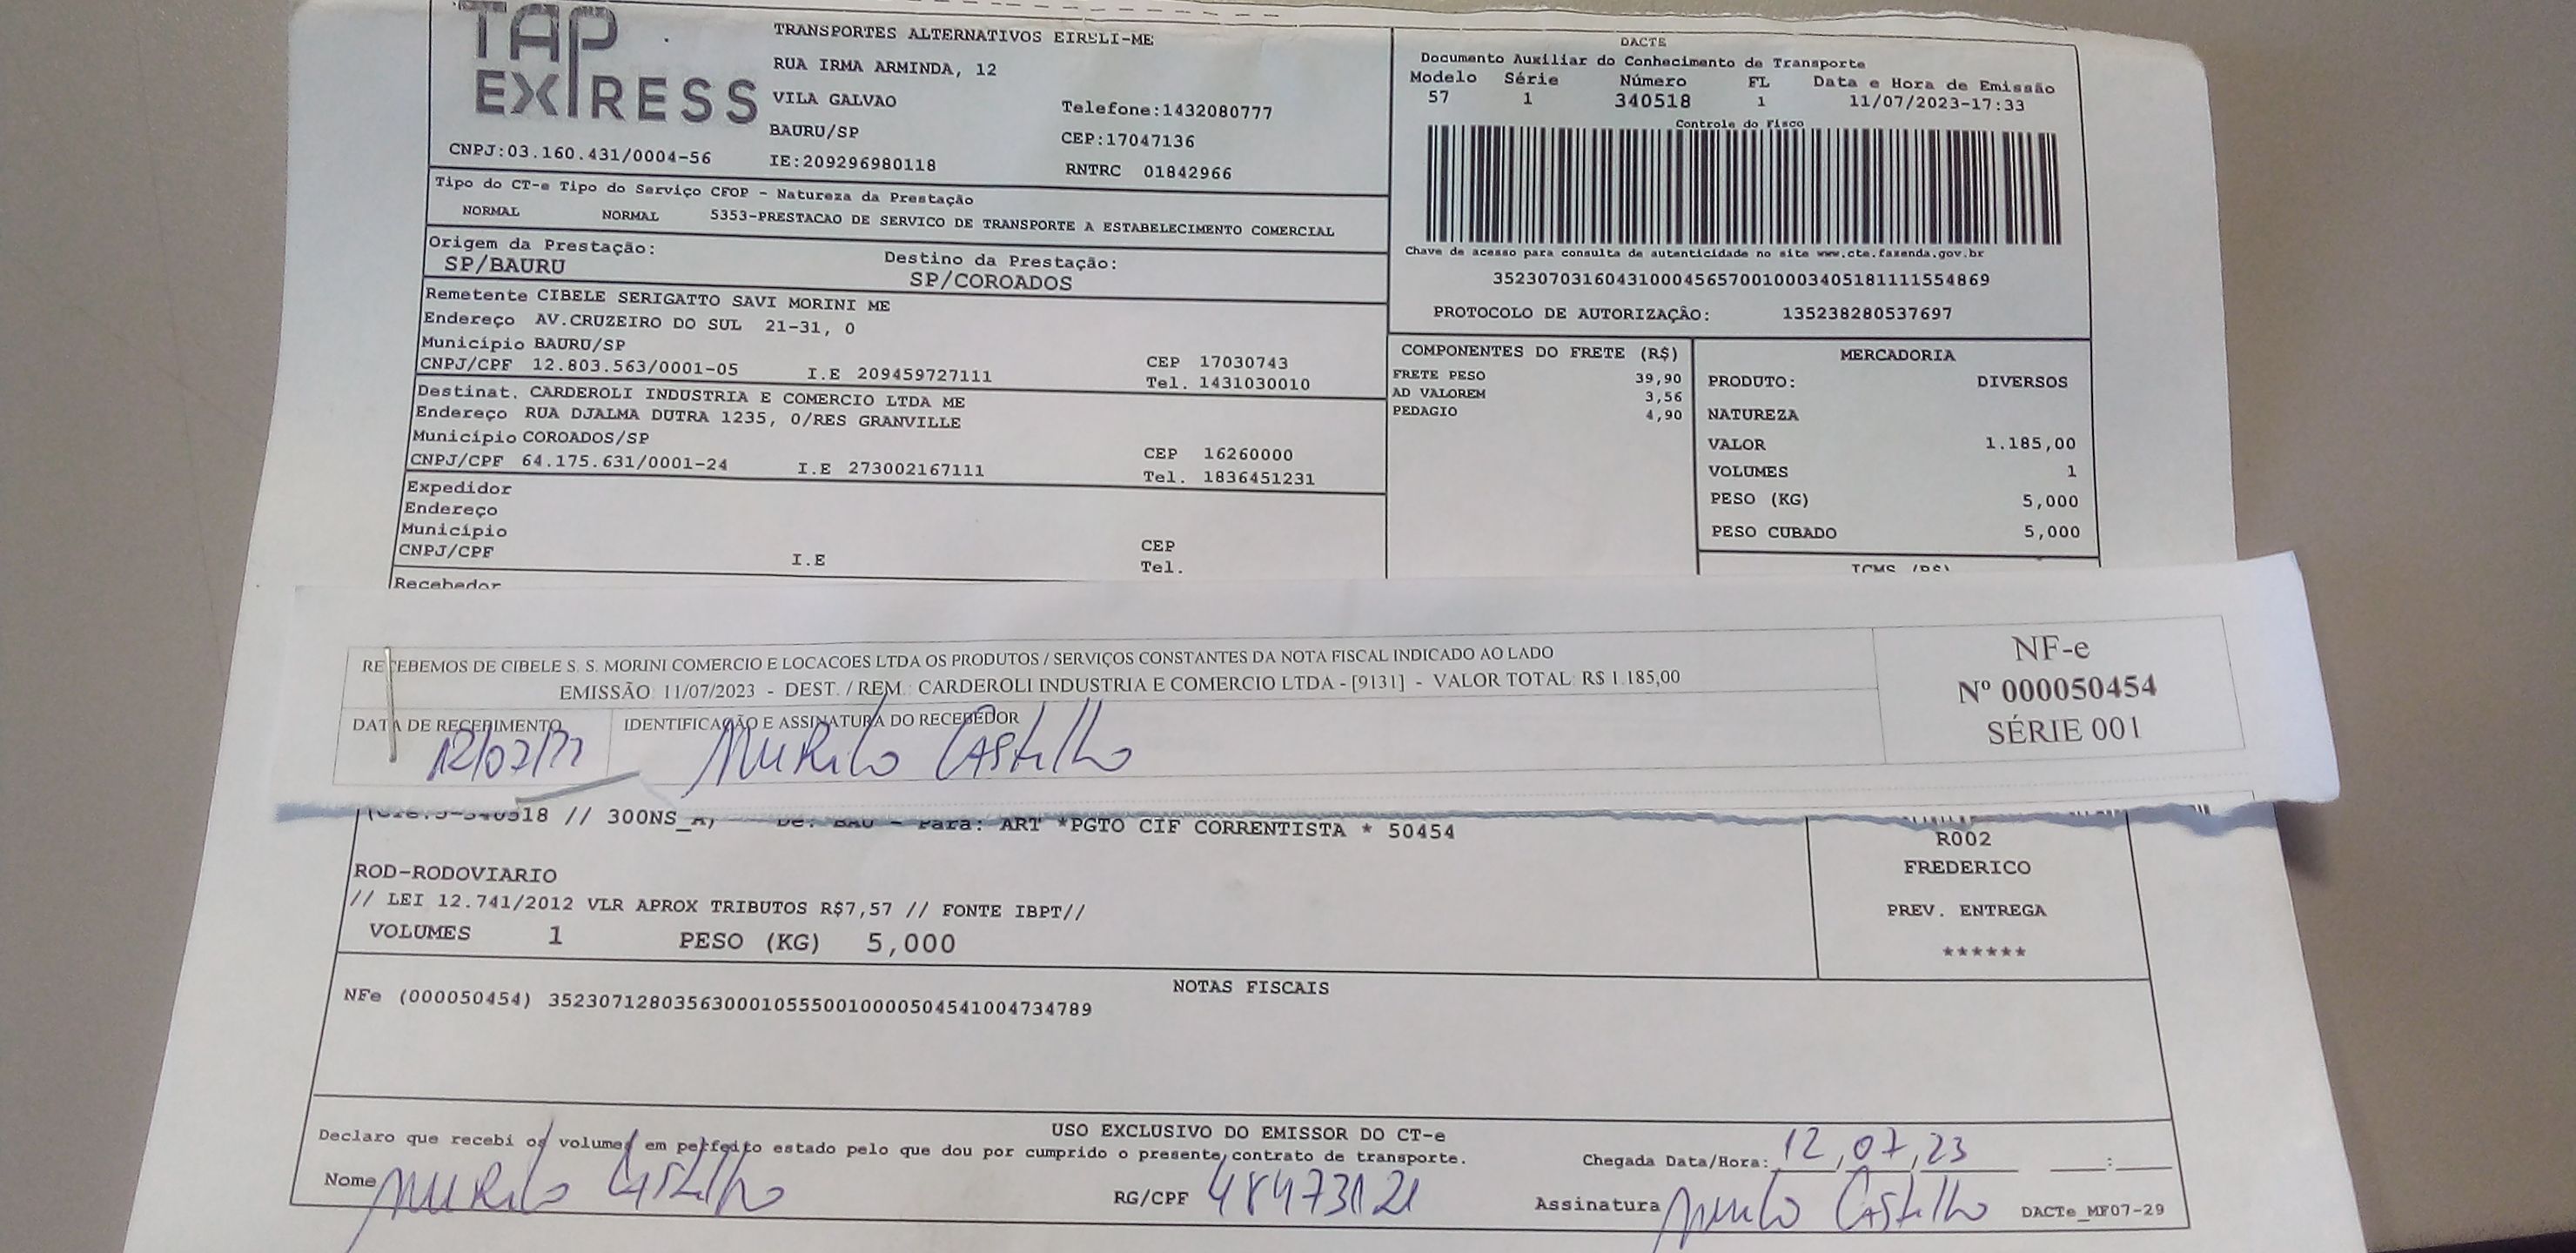 TAP EXPRESS
TRANSPORTES ALTERNATIVOS EIRELI-ME
RUA IRMA ARMINDA, 12
VILA GALVAO Telefone:1432080777
BAURU/SP CEP:17047136
CNPJ:03.160.431/0004-56 IE:209296980118 RNTRC 01842966
DACTE
Documento Auxiliar do Conhecimento de Transporte
Modelo Série Número FL Data e Hora de Emissão
57 1 340518 1 11/07/2023-17:33
Controle do Fisco
Chave de acesso para consulta de autenticidade no site www.cte.fazenda.gov.br
35230703160431000456570010003405181111554869
PROTOCOLO DE AUTORIZAÇÃO: 135238280537697
Tipo do CT-e Tipo do Serviço CFOP - Natureza da Prestação
NORMAL NORMAL 5353-PRESTACAO DE SERVICO DE TRANSPORTE A ESTABELECIMENTO COMERCIAL
Origem da Prestação: Destino da Prestação:
SP/BAURU SP/COROADOS
Remetente CIBELE SERIGATTO SAVI MORINI ME
Endereço AV.CRUZEIRO DO SUL 21-31, 0
Município BAURU/SP CEP 17030743
CNPJ/CPF 12.803.563/0001-05 I.E 209459727111 Tel. 1431030010
Destinat. CARDEROLI INDUSTRIA E COMERCIO LTDA ME
Endereço RUA DJALMA DUTRA 1235, 0/RES GRANVILLE
Município COROADOS/SP CEP 16260000
CNPJ/CPF 64.175.631/0001-24 I.E 273002167111 Tel. 1836451231
Expedidor
Endereço
Município CEP
CNPJ/CPF I.E Tel.
Recebedor
COMPONENTES DO FRETE (R$)
FRETE PESO 39,90
AD VALOREM 3,56
PEDAGIO 4,90
MERCADORIA
PRODUTO: DIVERSOS
NATUREZA
VALOR 1.185,00
VOLUMES 1
PESO (KG) 5,000
PESO CUBADO 5,000
ICMS (R$)
RECEBEMOS DE CIBELE S. S. MORINI COMERCIO E LOCACOES LTDA OS PRODUTOS / SERVIÇOS CONSTANTES DA NOTA FISCAL INDICADO AO LADO
EMISSÃO: 11/07/2023 - DEST. / REM.: CARDEROLI INDUSTRIA E COMERCIO LTDA - [9131] - VALOR TOTAL: R$ 1.185,00
DATA DE RECEBIMENTO IDENTIFICAÇÃO E ASSINATURA DO RECEBEDOR
Murilo Castilho
NF-e
Nº 000050454
SÉRIE 001
// 300NS_A) De: BAU - Para: ART *PGTO CIF CORRENTISTA * 50454
ROD-RODOVIARIO
// LEI 12.741/2012 VLR APROX TRIBUTOS R$7,57 // FONTE IBPT//
VOLUMES 1 PESO (KG) 5,000
R002
FREDERICO
PREV. ENTREGA
******
NOTAS FISCAIS
NFe (000050454) 35230712803563000105550010000504541004734789
USO EXCLUSIVO DO EMISSOR DO CT-e
Declaro que recebi os volumes em perfeito estado pelo que dou por cumprido o presente contrato de transporte.
Chegada Data/Hora: 12,07,23 __:__
Nome Murilo Castilho RG/CPF Assinatura Murilo Castilho DACTe_MF07-29